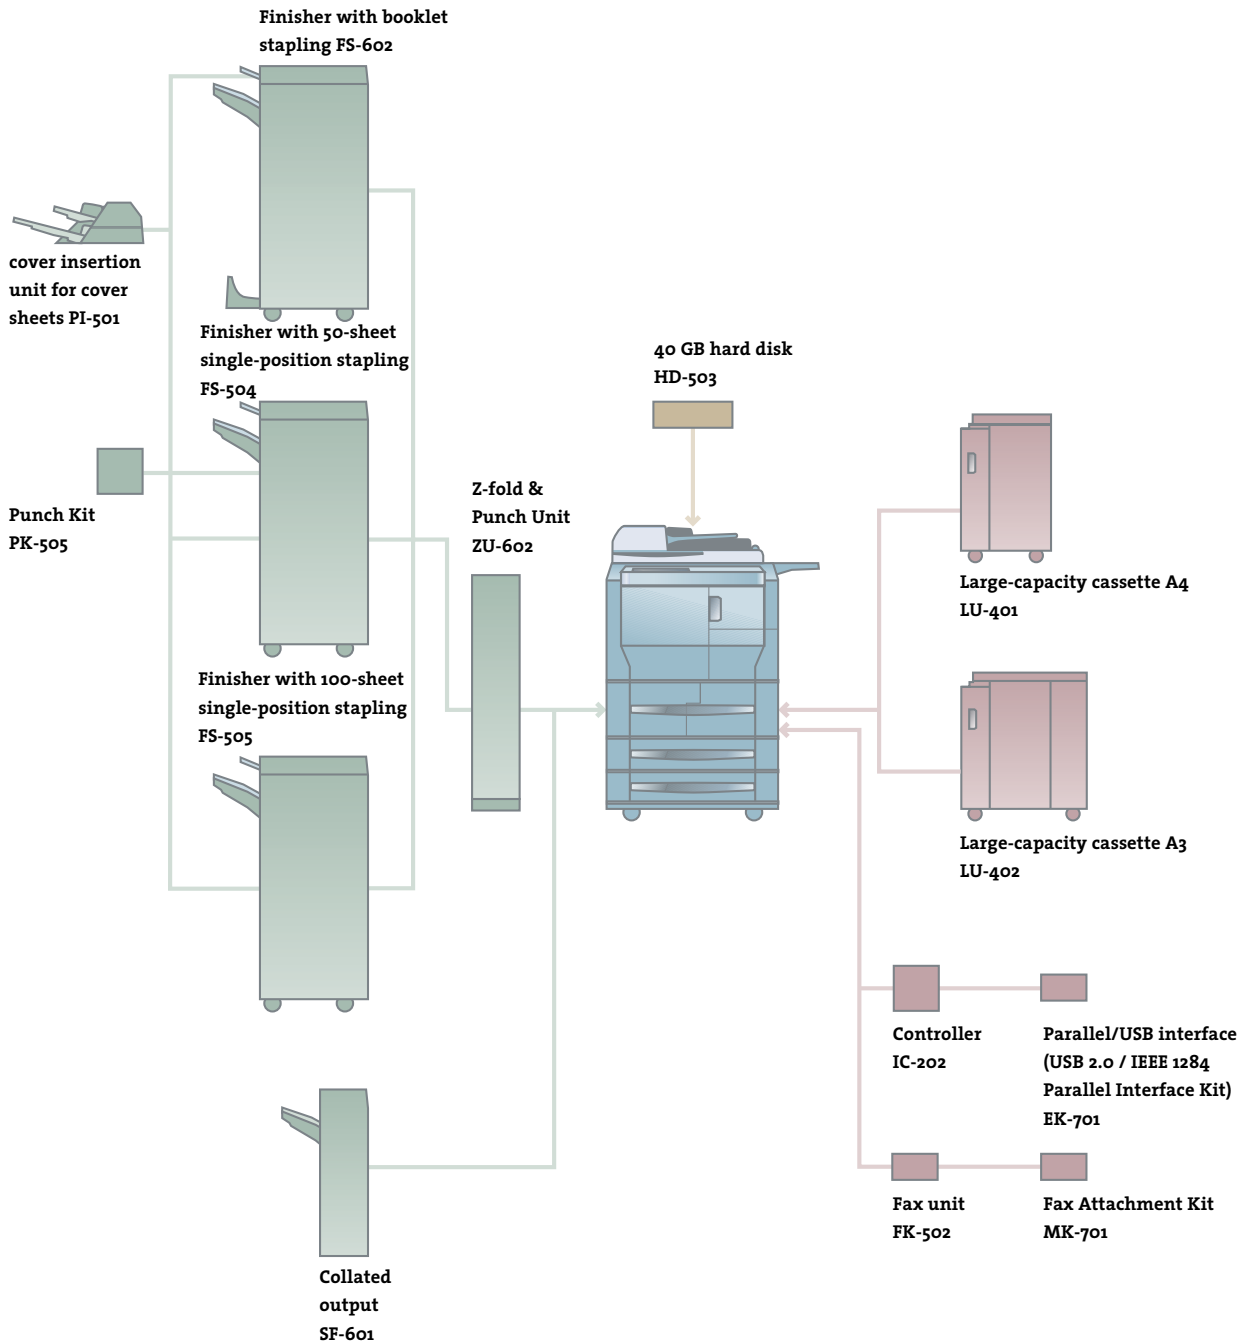 Finisher with booklet
stapling FS-602
cover insertion
unit for cover
sheets PI-501
Finisher with 50-sheet
single-position stapling
FS-504
40 GB hard disk
HD-503
Punch Kit
PK-505
Z-fold &
Punch Unit
ZU-602
Large-capacity cassette A4
LU-401
Finisher with 100-sheet
single-position stapling
FS-505
Large-capacity cassette A3
LU-402
Controller
IC-202
Parallel/USB interface
(USB 2.0 / IEEE 1284
Parallel Interface Kit)
EK-701
Fax unit
FK-502
Fax Attachment Kit
MK-701
Collated
output
SF-601